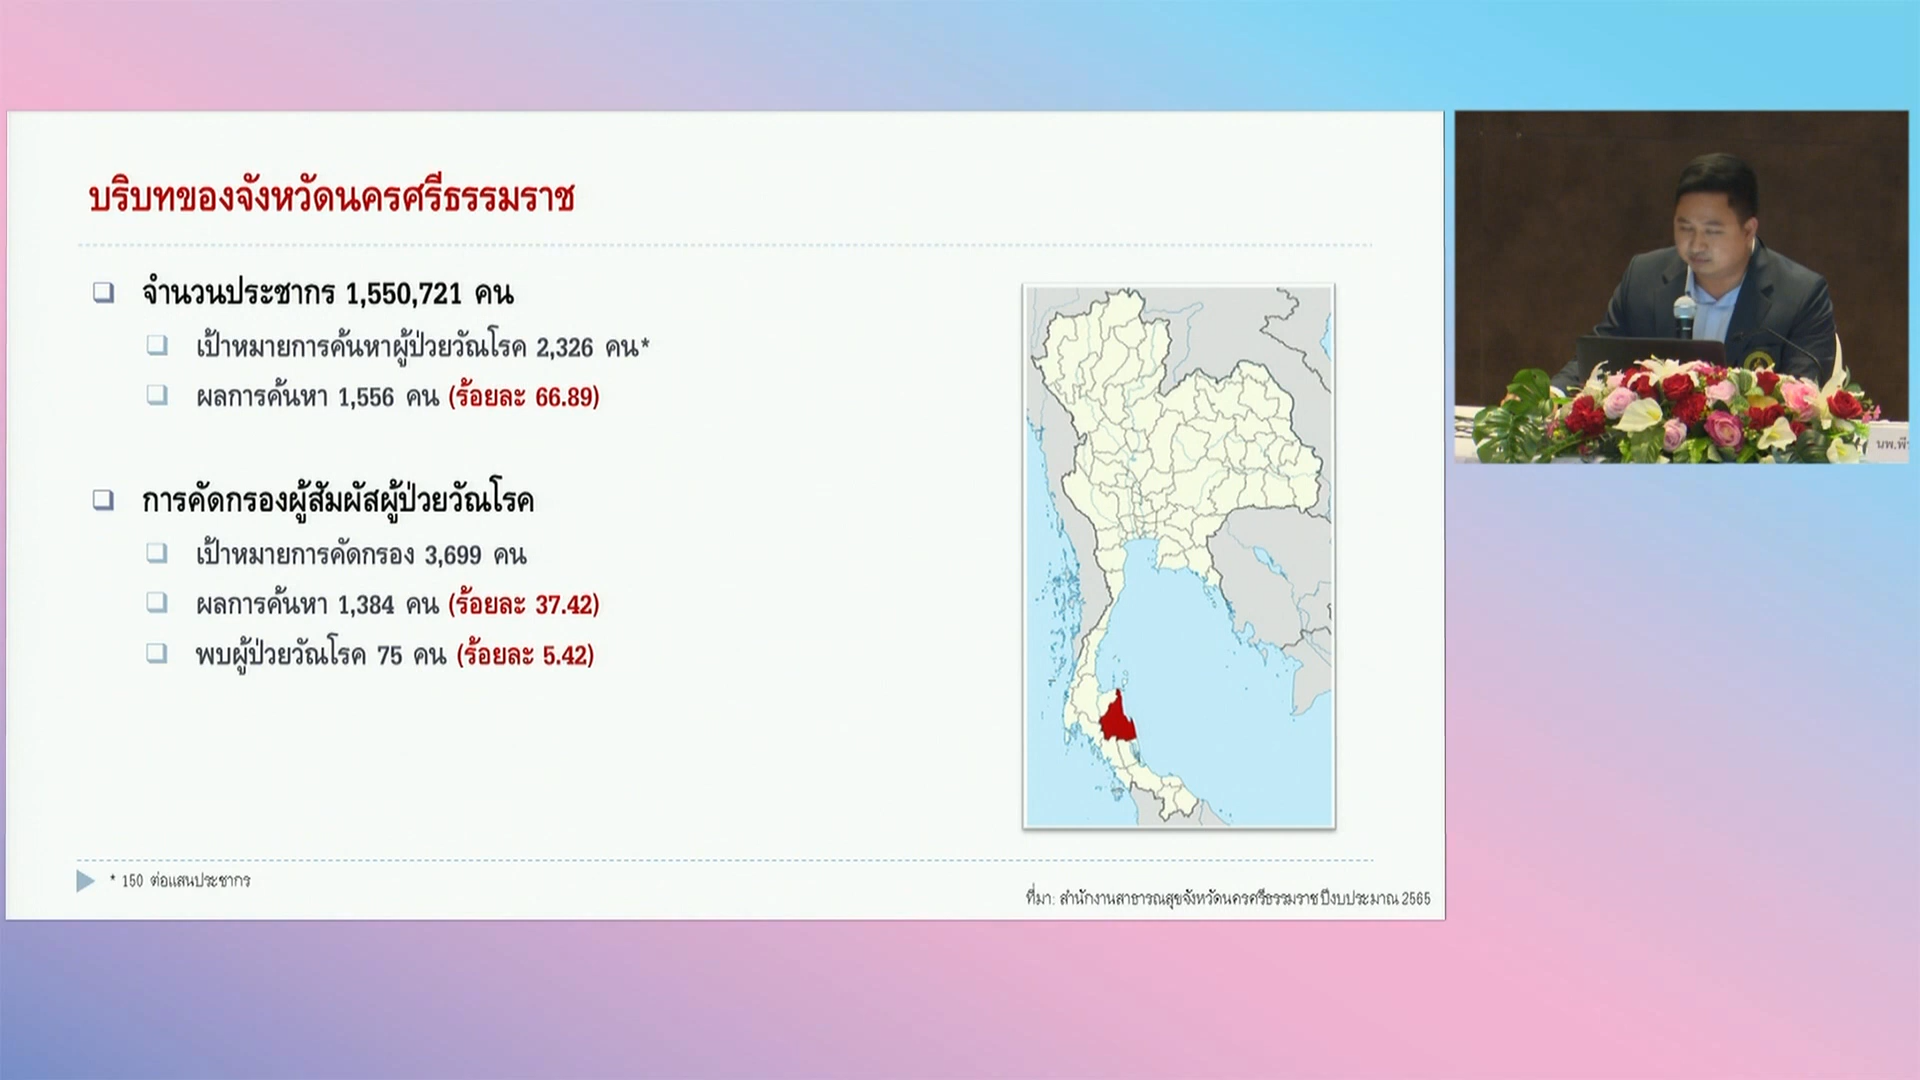 บริบทของจังหวัดนครศรีธรรมราช
จำนวนประชากร 1,550,721 คน
เป้าหมายการค้นหาผู้ป่วยวัณโรค 2,326 คน*
ผลการค้นหา 1,556 คน (ร้อยละ 66.89)
การคัดกรองผู้สัมผัสผู้ป่วยวัณโรค
เป้าหมายการคัดกรอง 3,699 คน
ผลการค้นหา 1,384 คน (ร้อยละ 37.42)
พบผู้ป่วยวัณโรค 75 คน (ร้อยละ 5.42)
* 150 ต่อแสนประชากร
ที่มา: สำนักงานสาธารณสุขจังหวัดนครศรีธรรมราช ปีงบประมาณ 2565